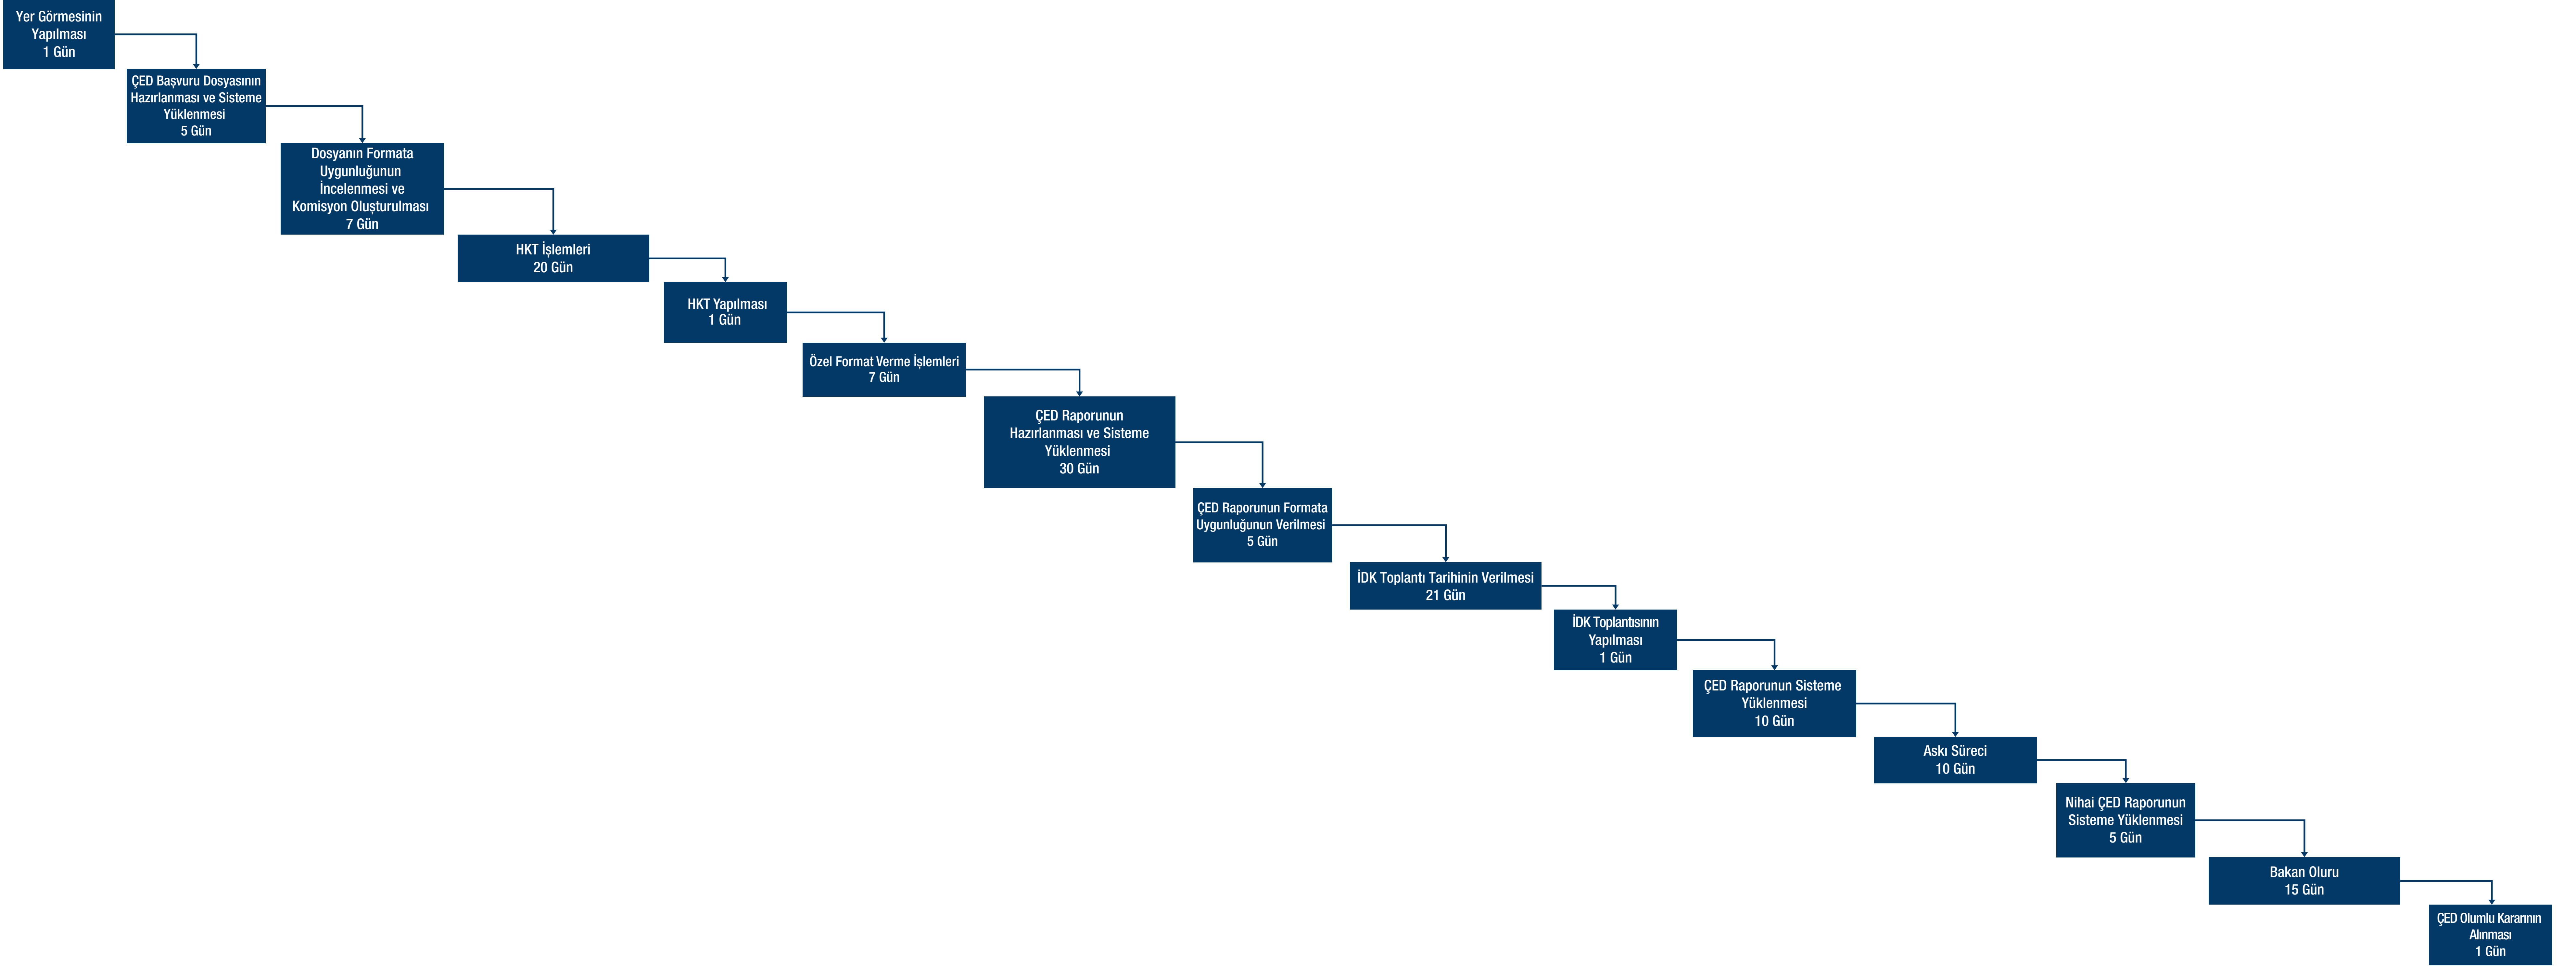 Yer Görmesinin
Yapılması
1 Gün
ÇED Başvuru Dosyasının
Hazırlanması ve Sisteme
Yüklenmesi
5 Gün
Dosyanın Formata
Uygunluğunun
İncelenmesi ve
Komisyon Oluşturulması
7 Gün
HKT İşlemleri
20 Gün
HKT Yapılması
1 Gün
Özel Format Verme İşlemleri
7 Gün
ÇED Raporunun
Hazırlanması ve Sisteme
Yüklenmesi
30 Gün
ÇED Raporunun Formata
Uygunluğunun Verilmesi
5 Gün
İDK Toplantı Tarihinin Verilmesi
21 Gün
İDK Toplantısının
Yapılması
1 Gün
ÇED Raporunun Sisteme
Yüklenmesi
10 Gün
Askı Süreci
10 Gün
Nihai ÇED Raporunun
Sisteme Yüklenmesi
5 Gün
Bakan Oluru
15 Gün
ÇED Olumlu Kararının
Alınması
1 Gün